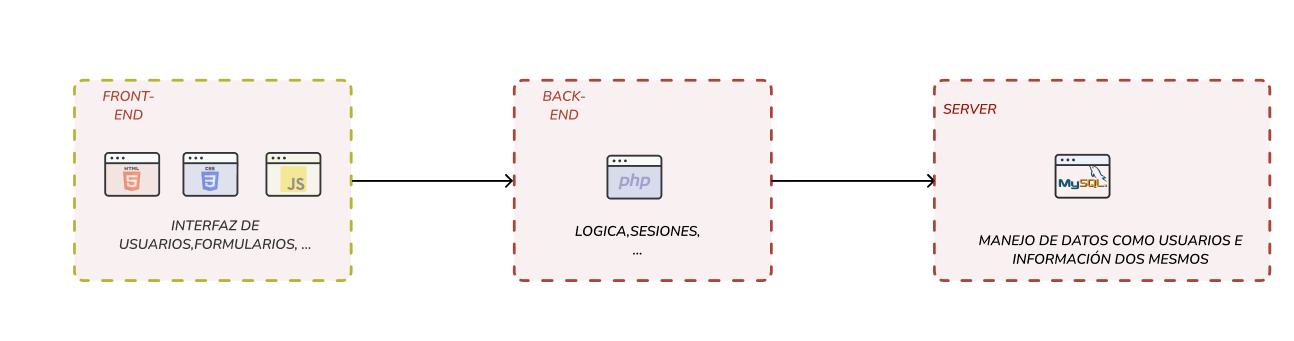 FRONT-
END
HTML
5
CSS
3
JS
INTERFAZ DE
USUARIOS,FORMULARIOS, ...
BACK-
END
php
LOGICA,SESIONES,
...
SERVER
MySQL.
MANEJO DE DATOS COMO USUARIOS E
INFORMACIÓN DOS MESMOS